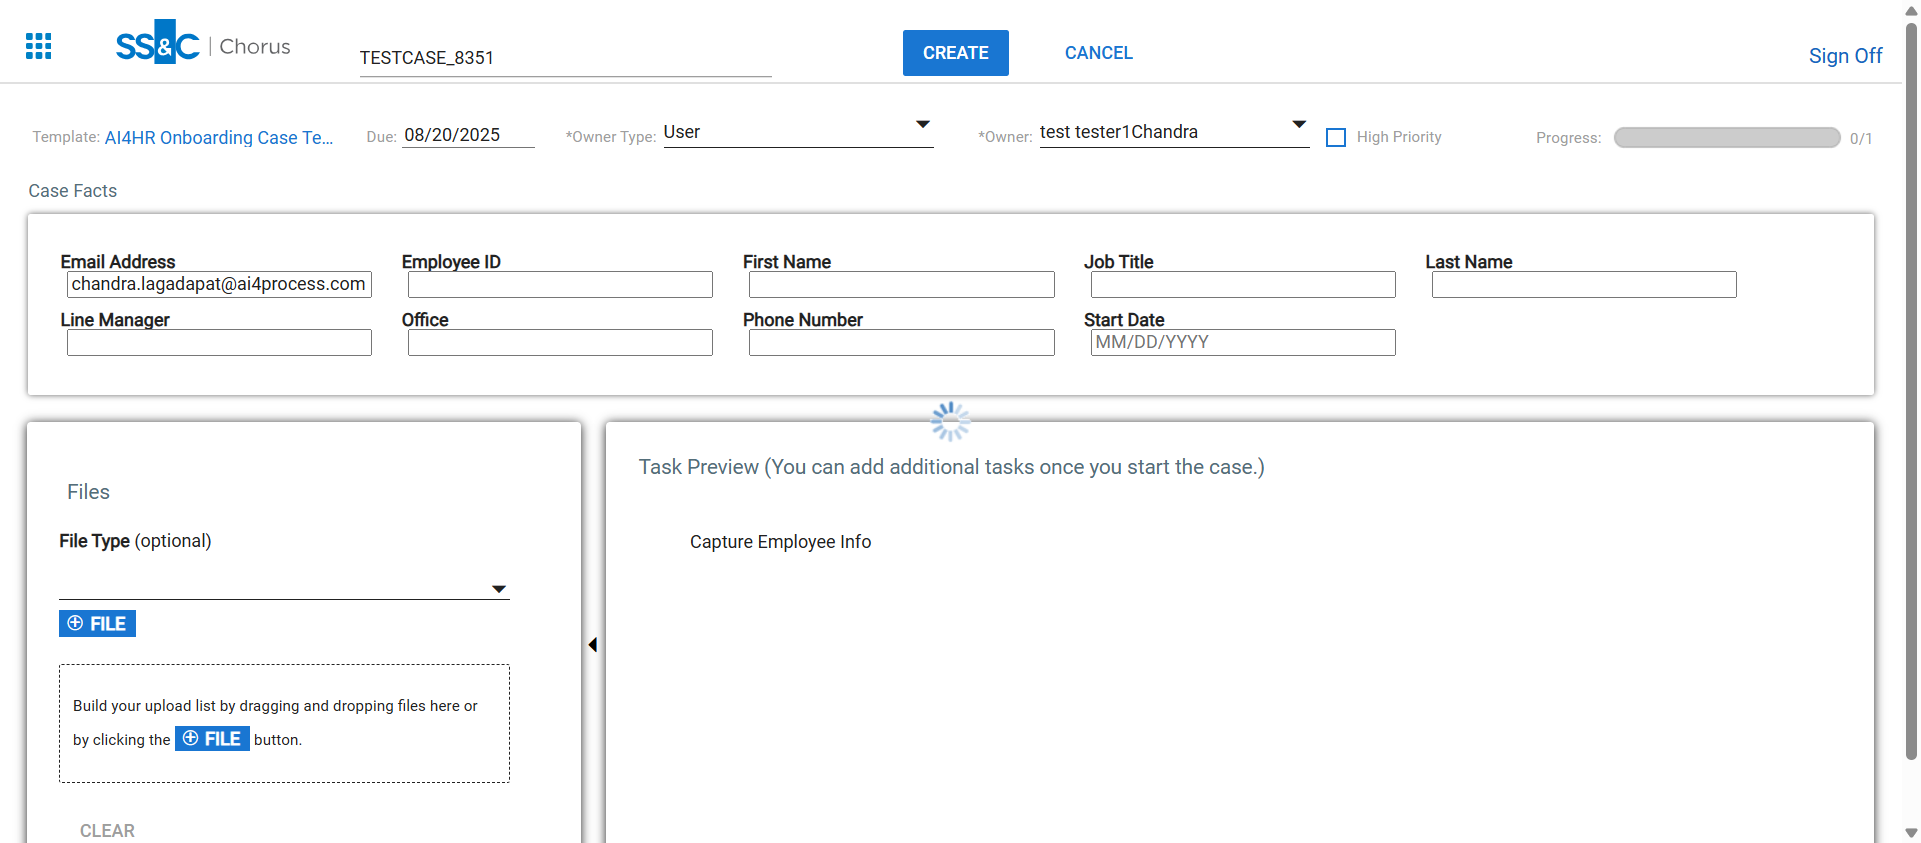 SS&C | Chorus
TESTCASE_8351
CREATE
CANCEL
Sign Off
Template: AI4HR Onboarding Case Te...
Due: 08/20/2025
*Owner Type: User
*Owner: test tester1Chandra
High Priority
Progress: 0/1
Case Facts
Email Address
chandra.lagadapat@ai4process.com
Employee ID
First Name
Job Title
Last Name
Line Manager
Office
Phone Number
Start Date
MM/DD/YYYY
Files
File Type (optional)
FILE
Build your upload list by dragging and dropping files here or
by clicking the FILE button.
CLEAR
Task Preview (You can add additional tasks once you start the case.)
Capture Employee Info